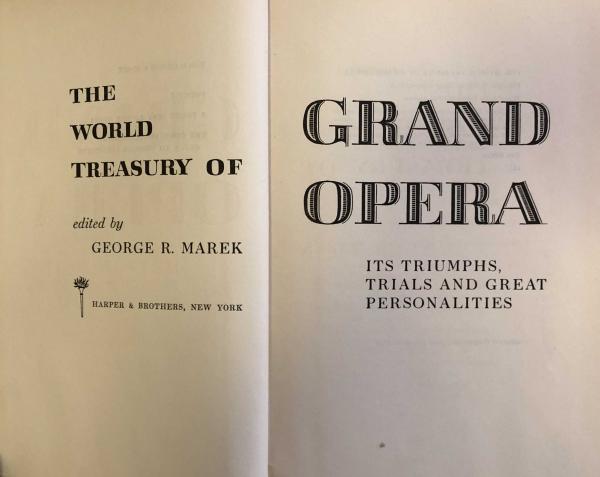 THE
WORLD
TREASURY OF
edited by
GEORGE R. MAREK
HARPER & BROTHERS, NEW YORK
GRAND
OPERA
ITS TRIUMPHS,
TRIALS AND GREAT
PERSONALITIES